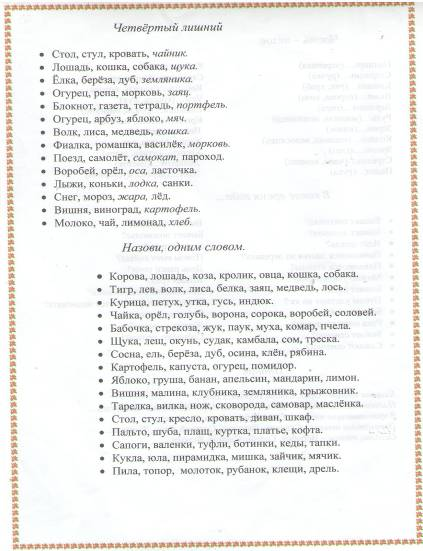 Четвёртый лишний
Стол, стул, кровать, чайник.
Лошадь, кошка, собака, щука.
Ёлка, берёза, дуб, земляника.
Огурец, репа, морковь, заяц.
Блокнот, газета, тетрадь, портфель.
Огурец, арбуз, яблоко, мяч.
Волк, лиса, медведь, кошка.
Фиалка, ромашка, василёк, морковь.
Поезд, самолёт, самокат, пароход.
Воробей, орёл, оса, ласточка.
Лыжи, коньки, лодка, санки.
Снег, мороз, жара, лёд.
Вишня, виноград, картофель.
Молоко, чай, лимонад, хлеб.
Назови, одним словом.
Корова, лошадь, коза, кролик, овца, кошка, собака.
Тигр, лев, волк, лиса, белка, заяц, медведь, лось.
Курица, петух, утка, гусь, индюк.
Чайка, орёл, голубь, ворона, сорока, воробей, соловей.
Бабочка, стрекоза, жук, паук, муха, комар, пчела.
Щука, лещ, окунь, судак, камбала, сом, треска.
Сосна, ель, берёза, дуб, осина, клён, рябина.
Картофель, капуста, огурец, помидор.
Яблоко, груша, банан, апельсин, мандарин, лимон.
Вишня, малина, клубника, земляника, крыжовник.
Тарелка, вилка, нож, сковорода, самовар, маслёнка.
Стол, стул, кресло, кровать, диван, шкаф.
Пальто, шуба, плащ, куртка, платье, кофта.
Сапоги, валенки, туфли, ботинки, кеды, тапки.
Кукла, юла, пирамидка, мишка, зайчик, мячик.
Пила, топор, молоток, рубанок, клещи, дрель.